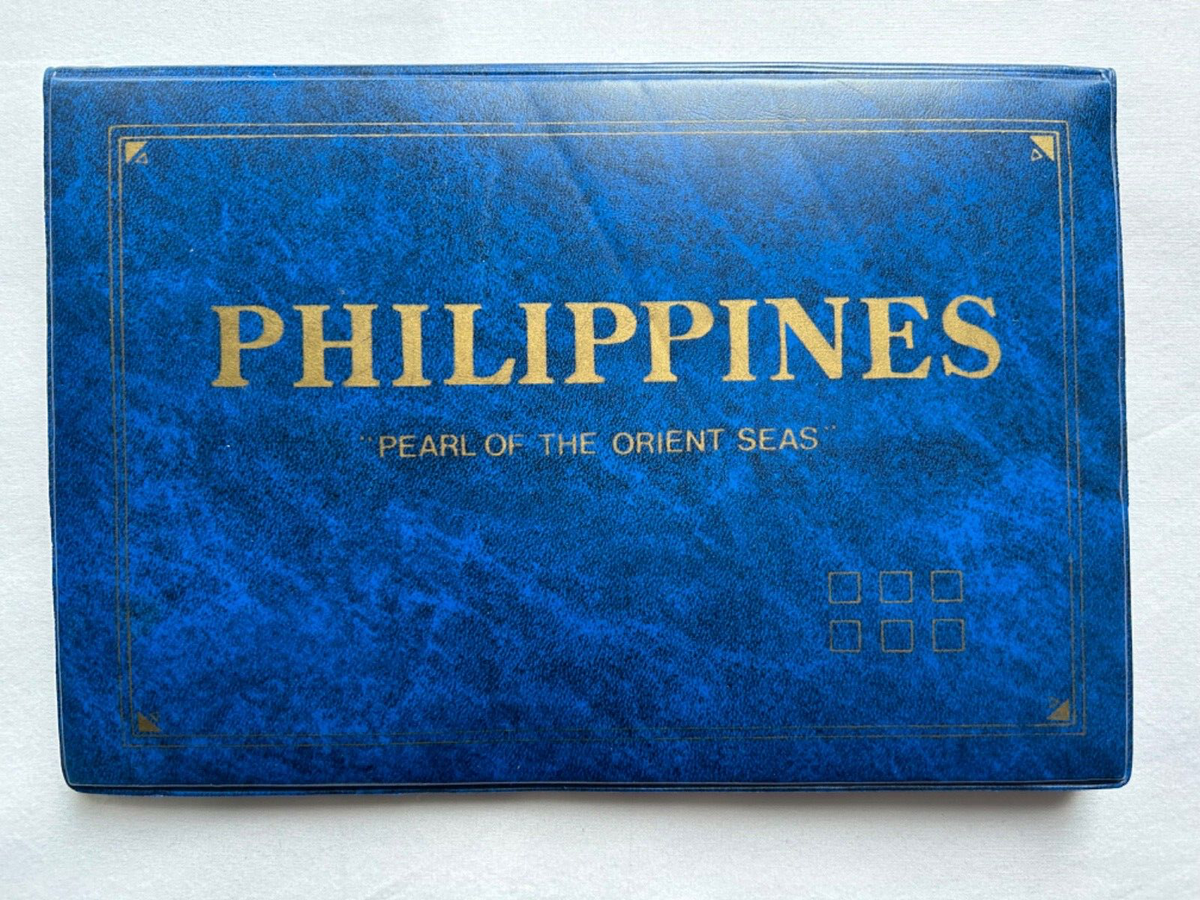 PHILIPPINES
"PEARL OF THE ORIENT SEAS"